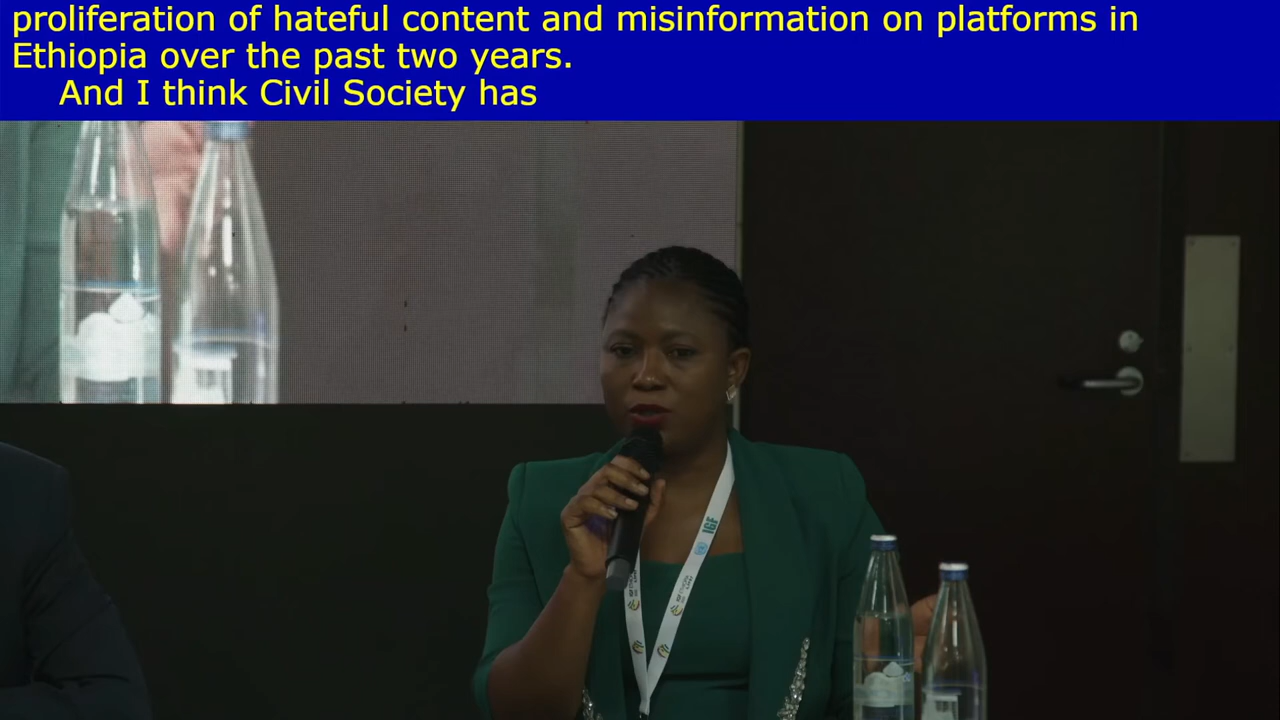 proliferation of hateful content and misinformation on platforms in
Ethiopia over the past two years.
And I think Civil Society has
IGF